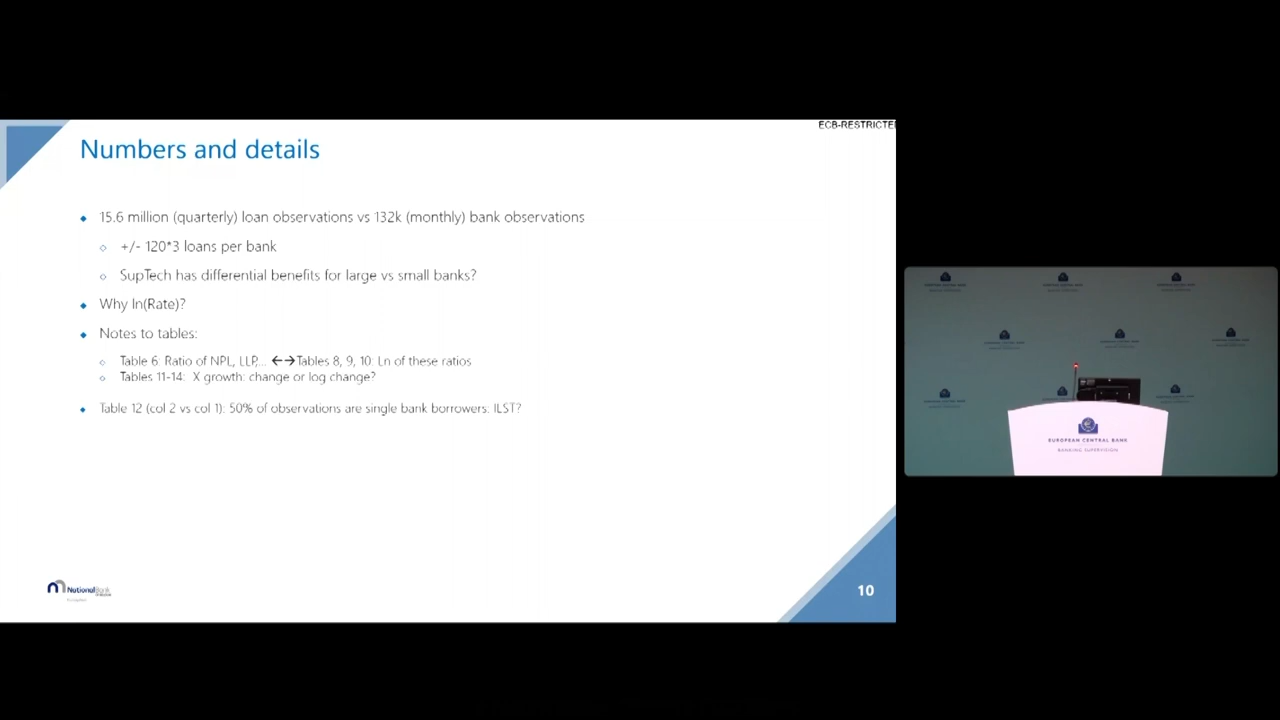 ECB-RESTRICTE
Numbers and details
15.6 million (quarterly) loan observations vs 132k (monthly) bank observations
+/- 120*3 loans per bank
SupTech has differential benefits for large vs small banks?
Why ln(Rate)?
Notes to tables:
Table 6: Ratio of NPL, LLP,... ←→Tables 8, 9, 10: Ln of these ratios
Tables 11-14: X growth: change or log change?
Table 12 (col 2 vs col 1): 50% of observations are single bank borrowers: ILST?
NationalBank
10
EUROPEAN CENTRAL BANK
BANKING SUPERVISION